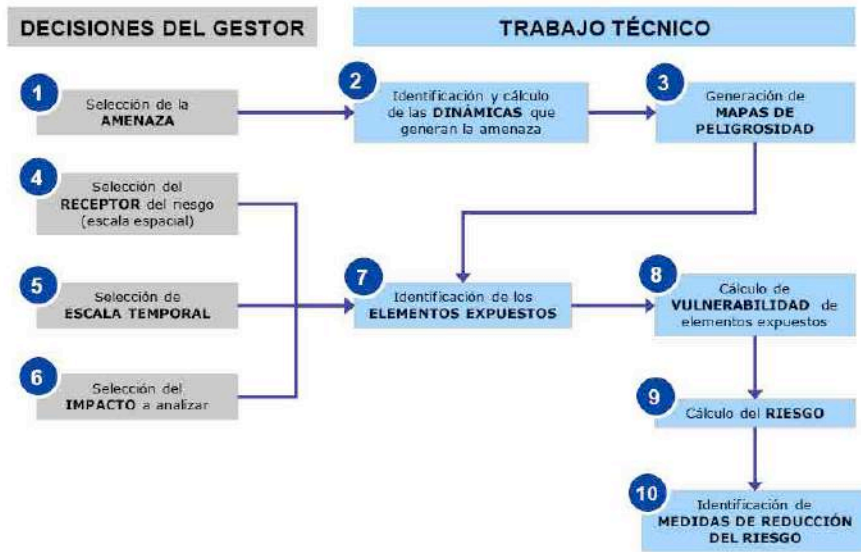 DECISIONES DEL GESTOR
TRABAJO TÉCNICO
1
Selección de la
AMENAZA
2
Identificación y cálculo
de las DINÁMICAS que
generan la amenaza
3
Generación de
MAPAS DE
PELIGROSIDAD
4
Selección del
RECEPTOR del riesgo
(escala espacial)
5
Selección de
ESCALA TEMPORAL
6
Selección del
IMPACTO a analizar
7
Identificación de los
ELEMENTOS EXPUESTOS
8
Cálculo de
VULNERABILIDAD de
elementos expuestos
9
Cálculo del RIESGO
10
Identificación de
MEDIDAS DE REDUCCIÓN
DEL RIESGO